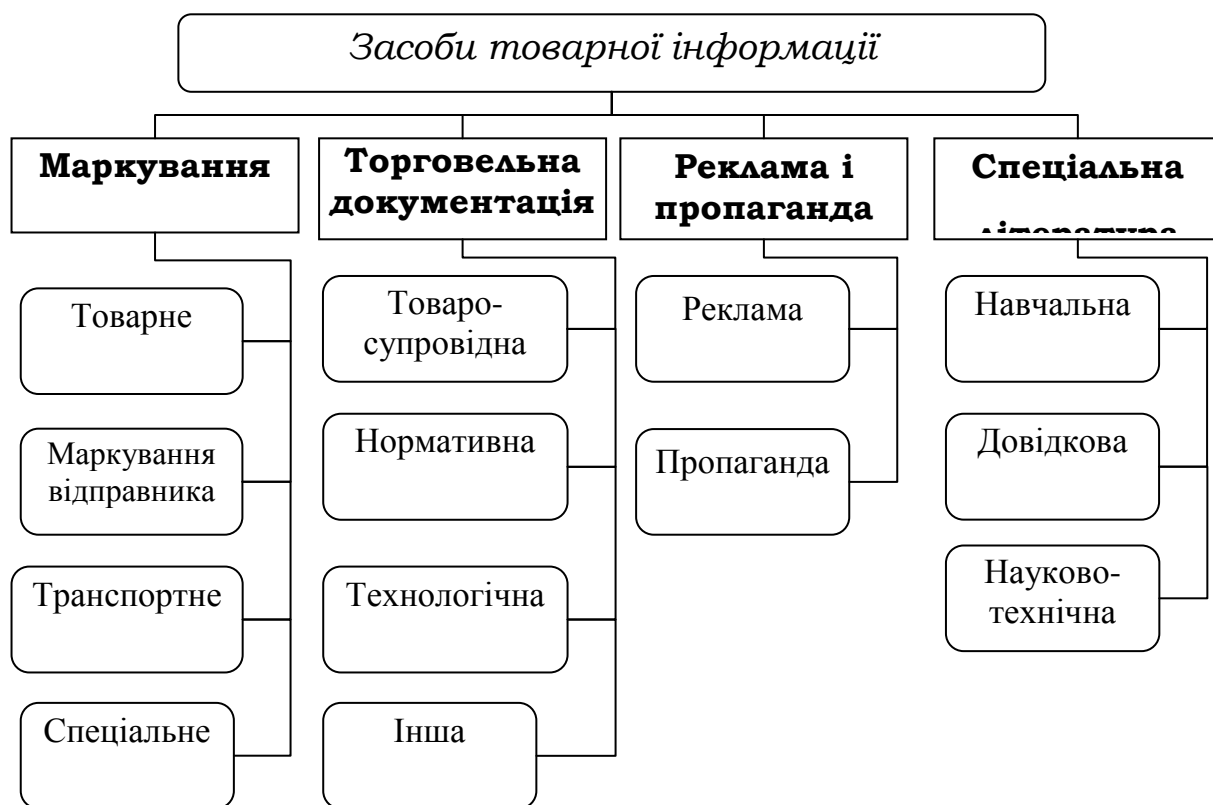 Засоби товарної інформації
Маркування
Торговельна
документація
Реклама і
пропаганда
Спеціальна
література
Товарне
Маркування
відправника
Транспортне
Спеціальне
Товаро-
супровідна
Нормативна
Технологічна
Інша
Реклама
Пропаганда
Навчальна
Довідкова
Науково-
технічна